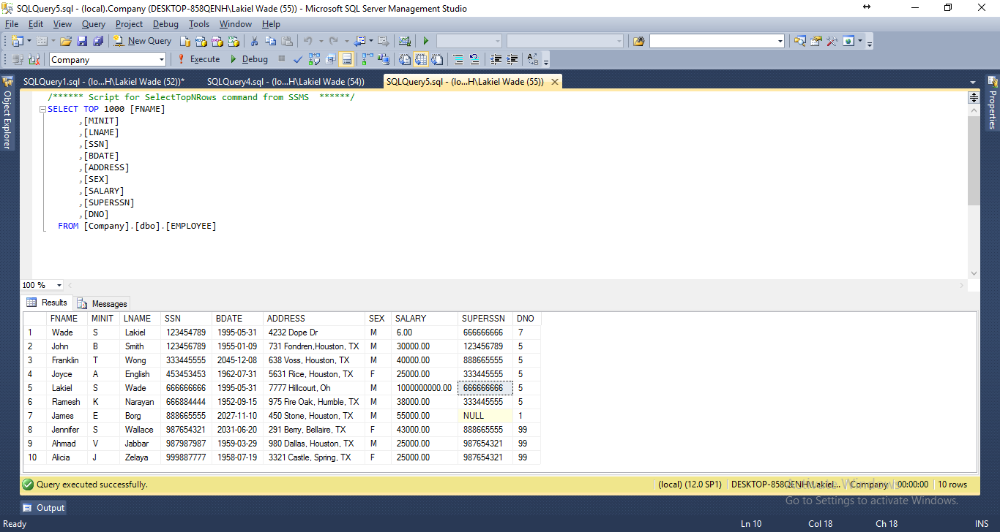 SQLQuery5.sql - (local).Company (DESKTOP-858QENH\Lakiel Wade (55)) - Microsoft SQL Server Management Studio
File Edit View Query Project Debug Tools Window Help
New Query
Company Execute Debug
SQLQuery1.sql - (lo...H\Lakiel Wade (52))* SQLQuery4.sql - (lo...H\Lakiel Wade (54)) SQLQuery5.sql - (lo...H\Lakiel Wade (55))
Object Explorer
Properties
/****** Script for SelectTopNRows command from SSMS ******/
SELECT TOP 1000 [FNAME]
,[MINIT]
,[LNAME]
,[SSN]
,[BDATE]
,[ADDRESS]
,[SEX]
,[SALARY]
,[SUPERSSN]
,[DNO]
FROM [Company].[dbo].[EMPLOYEE]
100 %
Results Messages
FNAME MINIT LNAME SSN BDATE ADDRESS SEX SALARY SUPERSSN DNO
1 Wade S Lakiel 123454789 1995-05-31 4232 Dope Dr M 6.00 666666666 7
2 John B Smith 123456789 1955-01-09 731 Fondren,Houston, TX M 30000.00 123456789 5
3 Franklin T Wong 333445555 2045-12-08 638 Voss, Houston, TX M 40000.00 888665555 5
4 Joyce A English 453453453 1962-07-31 5631 Rice, Houston, TX F 25000.00 333445555 5
5 Lakiel S Wade 666666666 1995-05-31 7777 Hillcourt, Oh M 1000000000.00 666666666 5
6 Ramesh K Narayan 666884444 1952-09-15 975 Fire Oak, Humble, TX M 38000.00 333445555 5
7 James E Borg 888665555 2027-11-10 450 Stone, Houston, TX M 55000.00 NULL 1
8 Jennifer S Wallace 987654321 2031-06-20 291 Berry, Bellaire, TX F 43000.00 888665555 99
9 Ahmad V Jabbar 987987987 1959-03-29 980 Dallas, Houston, TX M 25000.00 987654321 99
10 Alicia J Zelaya 999887777 1958-07-19 3321 Castle, Spring, TX F 25000.00 987654321 99
Query executed successfully. (local) (12.0 SP1) DESKTOP-858QENH\Lakiel... Company 00:00:00 10 rows
Activate Windows
Go to Settings to activate Windows.
Output
Ready Ln 10 Col 18 Ch 18 INS